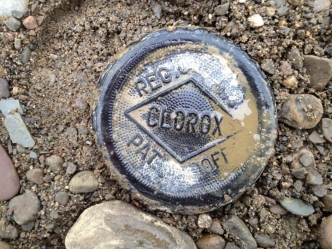 REG.
CLOROX
PAT. OFF